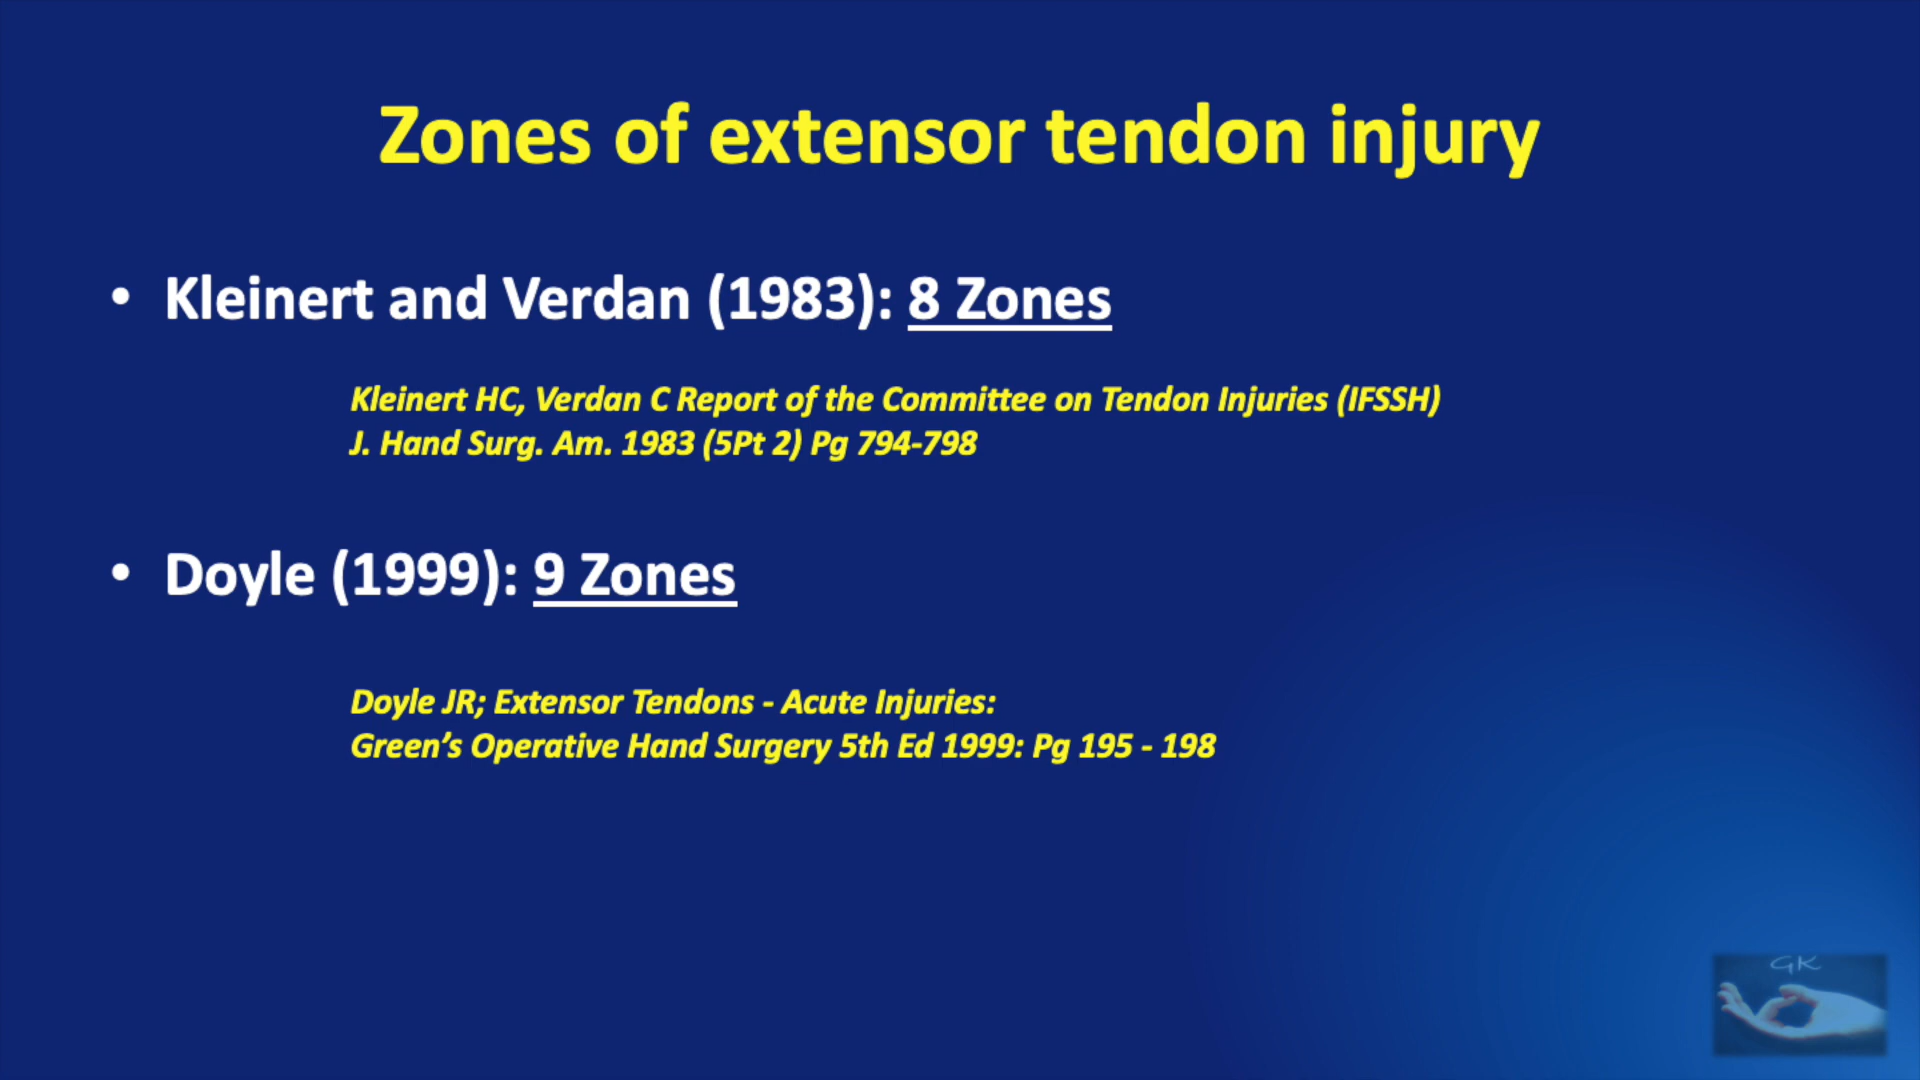 Zones of extensor tendon injury
• Kleinert and Verdan (1983): 8 Zones
Kleinert HC, Verdan C Report of the Committee on Tendon Injuries (IFSSH)
J. Hand Surg. Am. 1983 (5Pt 2) Pg 794-798
• Doyle (1999): 9 Zones
Doyle JR; Extensor Tendons - Acute Injuries:
Green’s Operative Hand Surgery 5th Ed 1999: Pg 195 - 198
GK